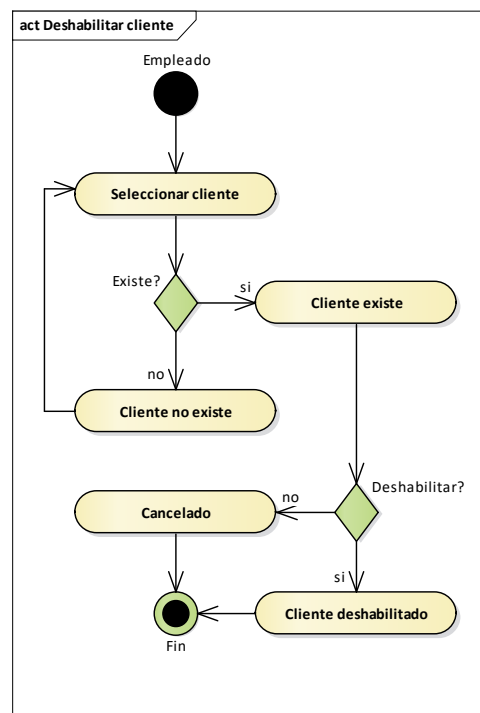 act Deshabilitar cliente
Empleado
Seleccionar cliente
Existe?
si
Cliente existe
no
Cliente no existe
Deshabilitar?
no
Cancelado
si
Cliente deshabilitado
Fin